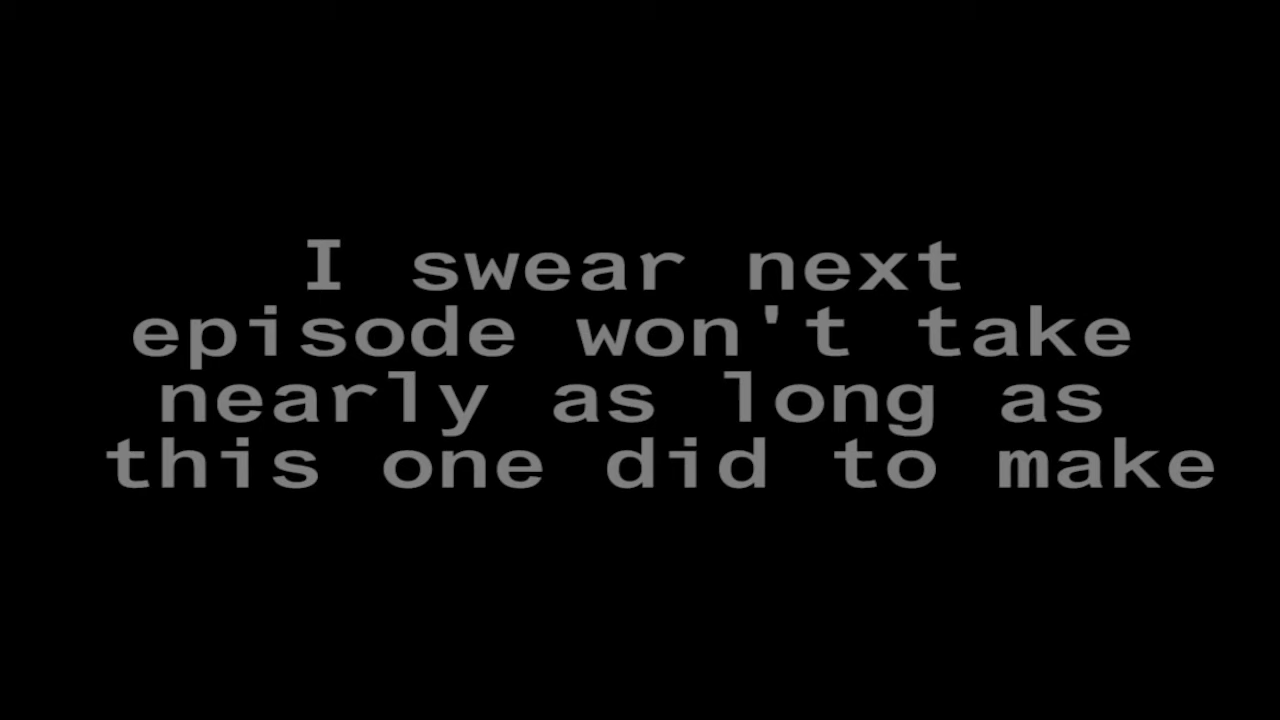 I swear next
episode won't take
nearly as long as
this one did to make